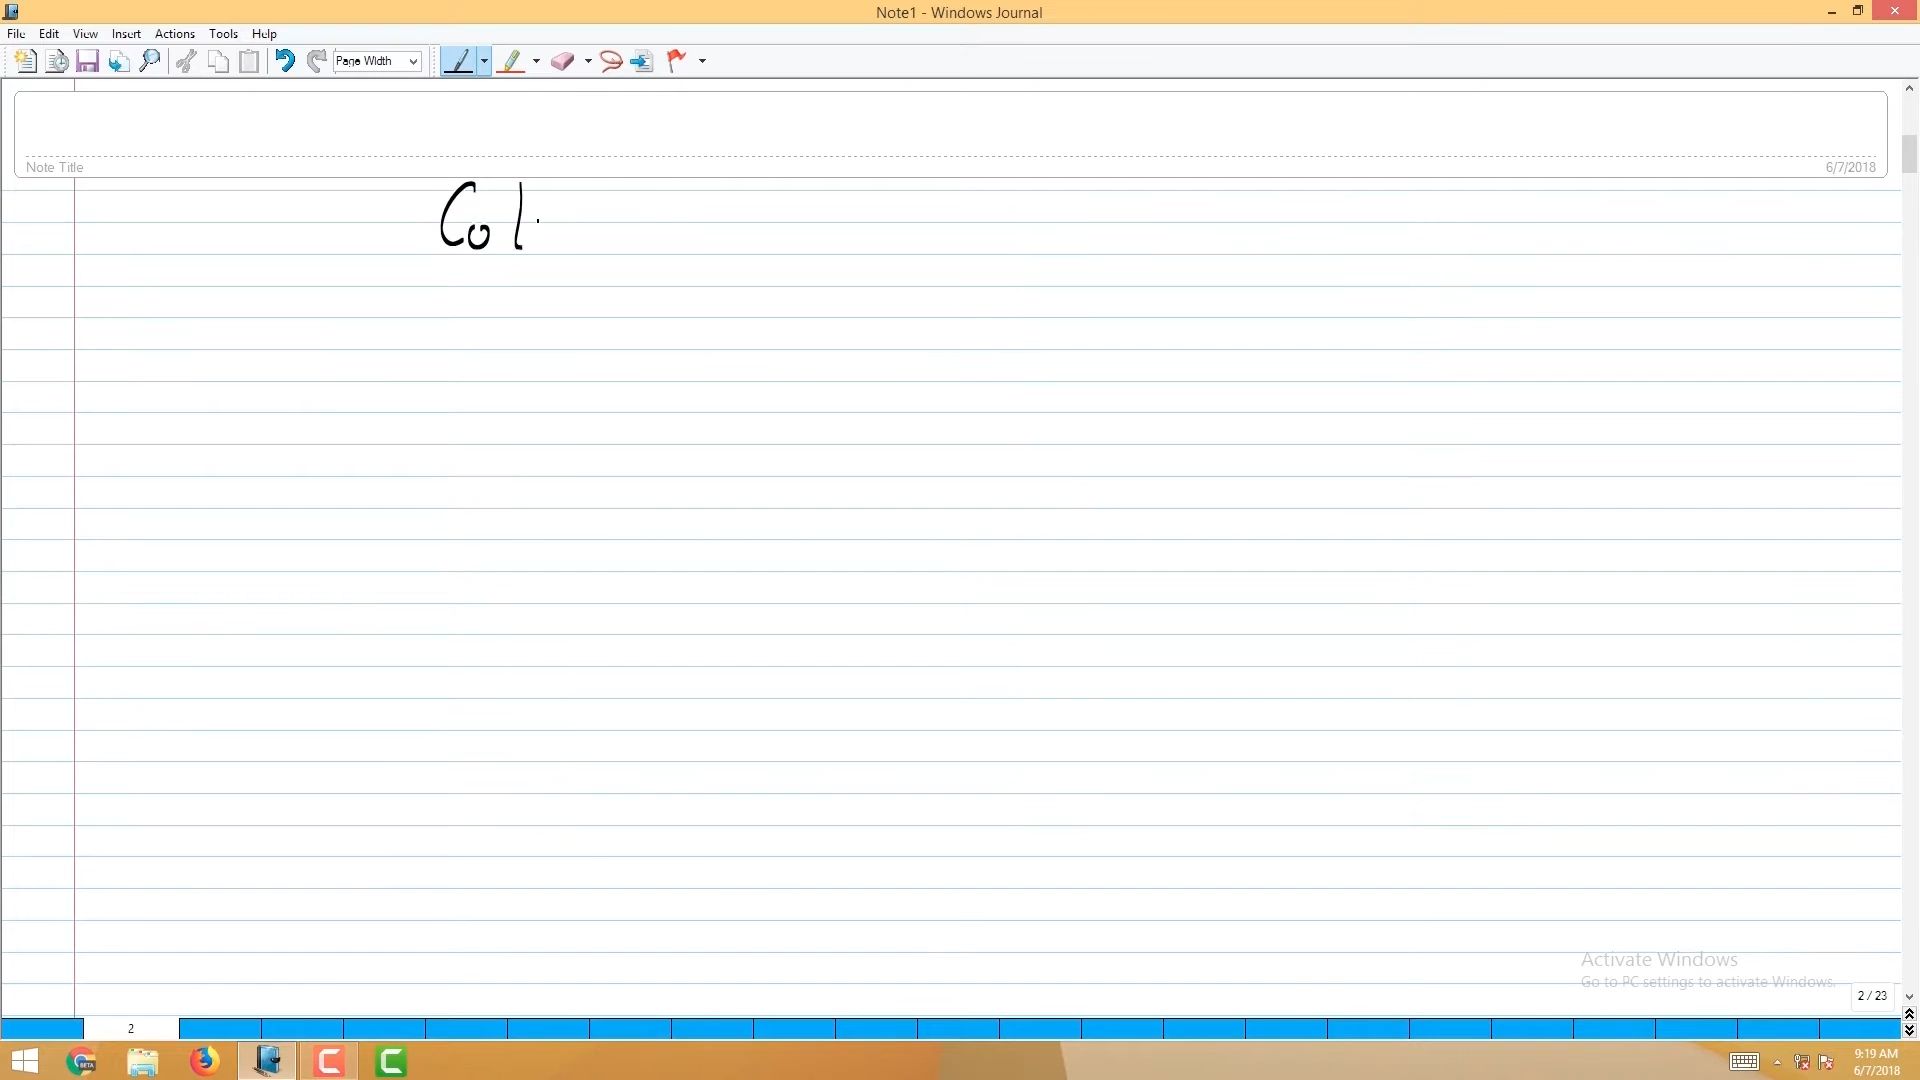 Note1 - Windows Journal
File Edit View Insert Actions Tools Help
Page Width
Note Title 6/7/2018
Col
Activate Windows
Go to PC settings to activate Windows.
2 / 23
2
BETA
9:19 AM
6/7/2018